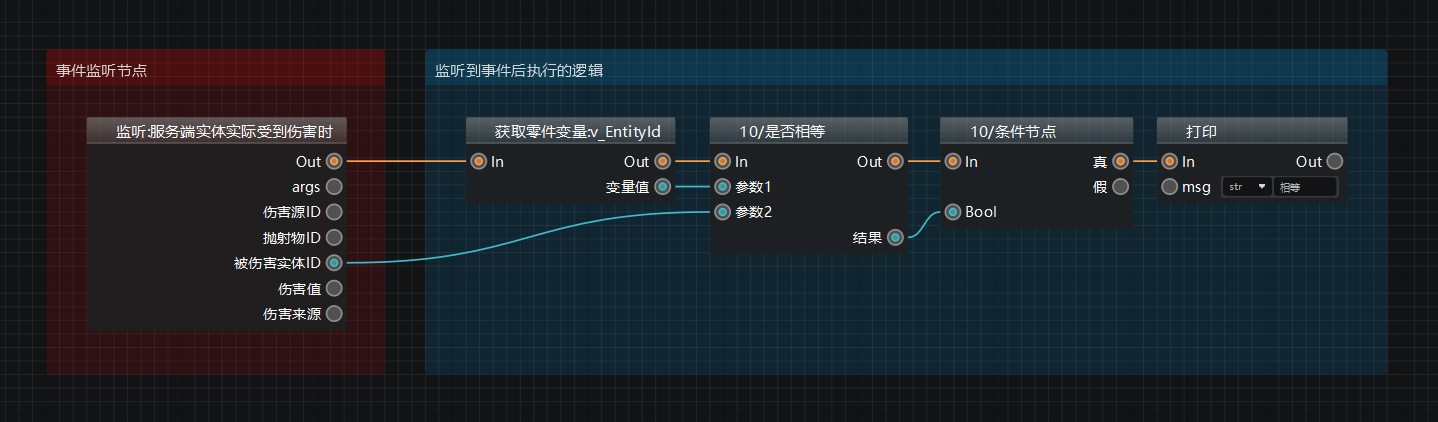 事件监听节点
监听到事件后执行的逻辑
监听:服务端实体实际受到伤害时
Out
args
伤害源ID
抛射物ID
被伤害实体ID
伤害值
伤害来源
获取零件变量:v_EntityId
In
Out
变量值
10/是否相等
In
Out
参数1
参数2
结果
10/条件节点
In
真
假
Bool
打印
In
Out
msg
str
相等